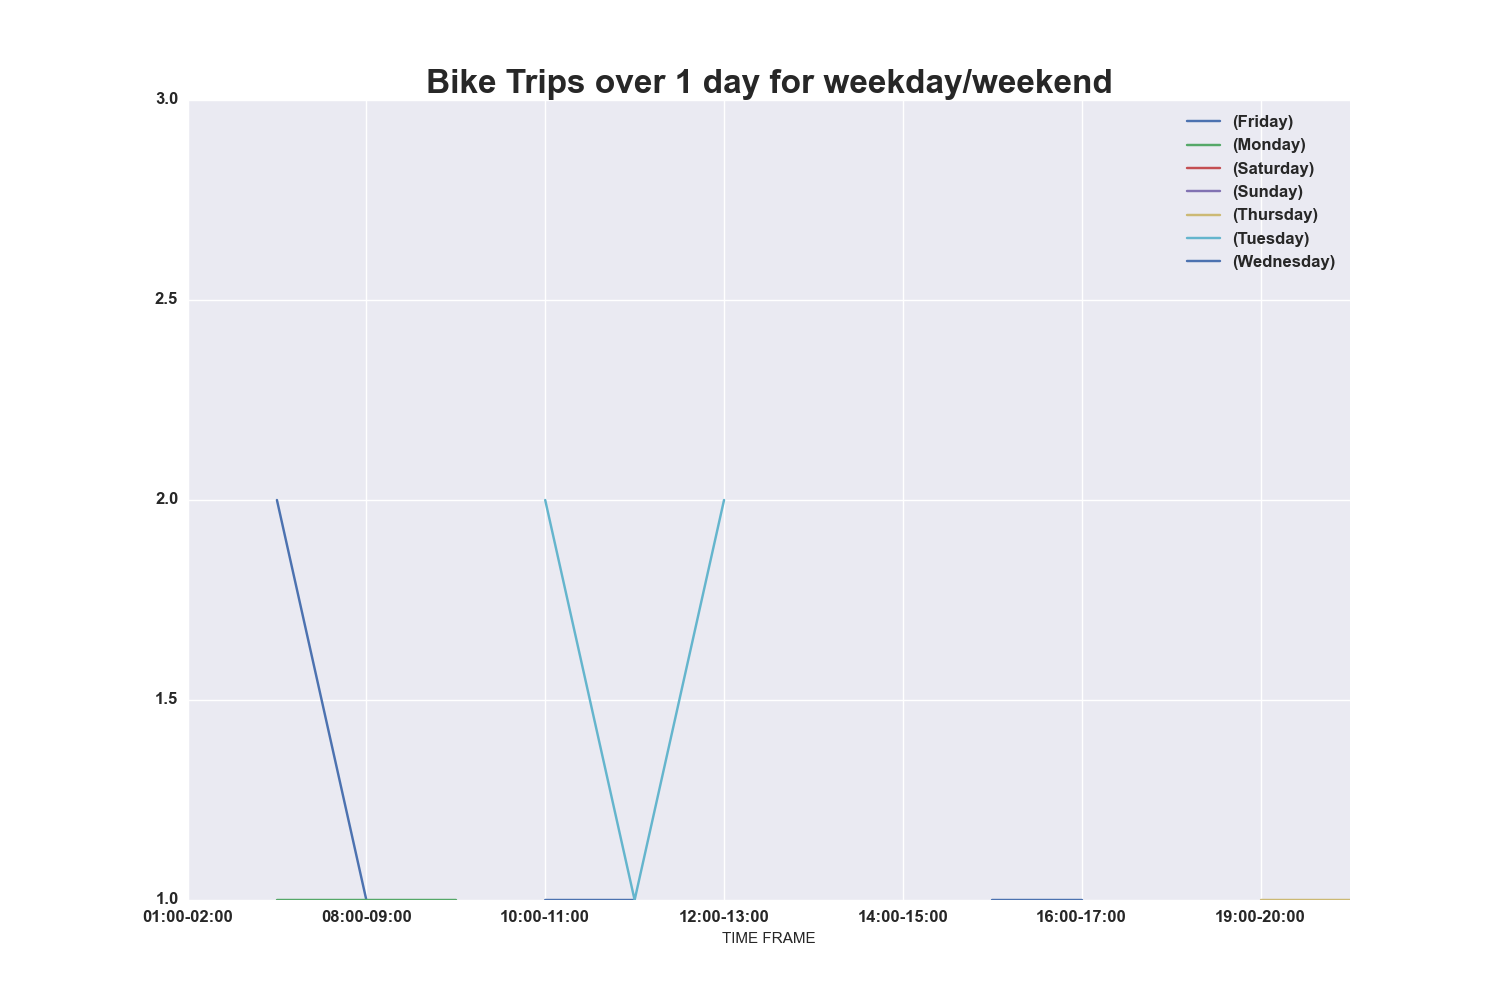 Bike Trips over 1 day for weekday/weekend
3.0
(Friday)
(Monday)
(Saturday)
(Sunday)
(Thursday)
(Tuesday)
(Wednesday)
2.5
2.0
1.5
1.0
01:00-02:00 08:00-09:00 10:00-11:00 12:00-13:00 14:00-15:00 16:00-17:00 19:00-20:00
TIME FRAME